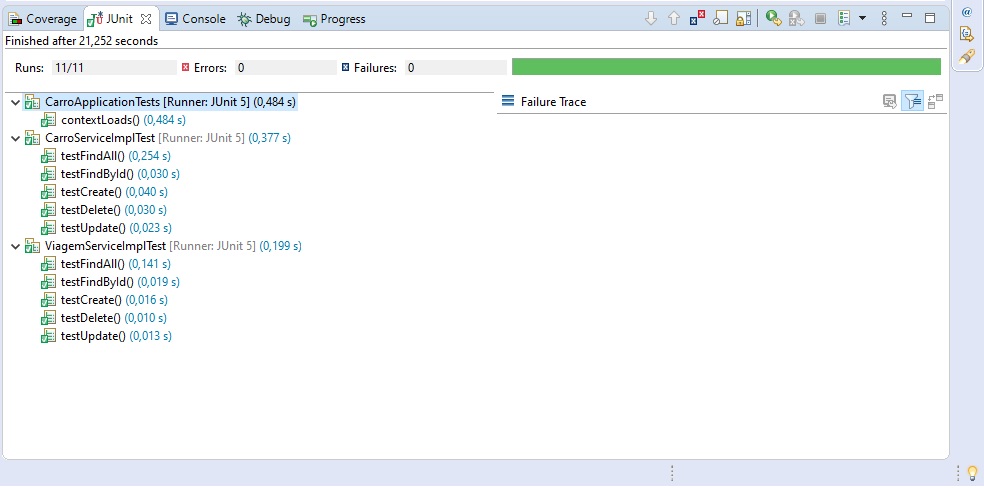 Coverage JUnit Console Debug Progress
Finished after 21,252 seconds
Runs: 11/11 Errors: 0 Failures: 0
CarroApplicationTests [Runner: JUnit 5] (0,484 s)
Failure Trace
contextLoads() (0,484 s)
CarroServiceImplTest [Runner: JUnit 5] (0,377 s)
testFindAll() (0,254 s)
testFindById() (0,030 s)
testCreate() (0,040 s)
testDelete() (0,030 s)
testUpdate() (0,023 s)
ViagemServiceImplTest [Runner: JUnit 5] (0,199 s)
testFindAll() (0,141 s)
testFindById() (0,019 s)
testCreate() (0,016 s)
testDelete() (0,010 s)
testUpdate() (0,013 s)